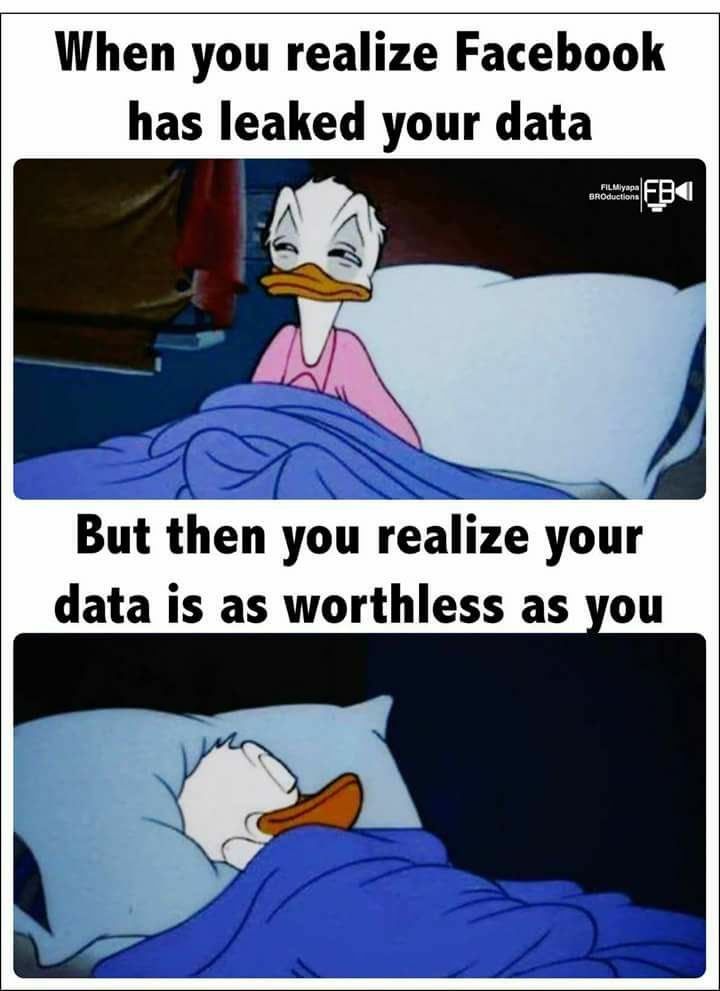 When you realize Facebook
has leaked your data
FILMiyapa
BROductions
FB
But then you realize your
data is as worthless as you